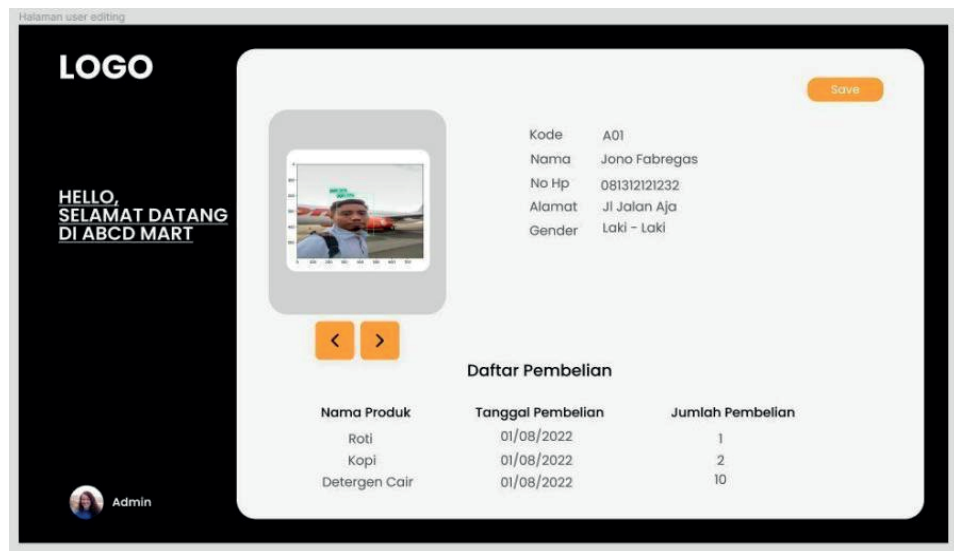 Halaman user editing
LOGO
Save
HELLO,
SELAMAT DATANG
DI ABCD MART
Kode A01
Nama Jono Fabregas
No Hp 081312121232
Alamat Jl Jalan Aja
Gender Laki - Laki
Daftar Pembelian
Nama Produk Tanggal Pembelian Jumlah Pembelian
Roti 01/08/2022 1
Kopi 01/08/2022 2
Detergen Cair 01/08/2022 10
Admin